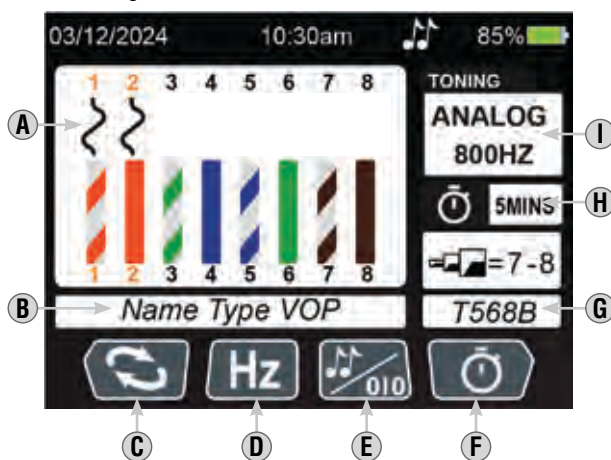 03/12/2024 10:30am 85%
1 2 3 4 5 6 7 8
TONING
ANALOG
800HZ
5MINS
1 2 3 4 5 6 7 8
=7-8
Name Type VOP
T568B
Hz
010
A
B
C
D
E
F
G
H
I